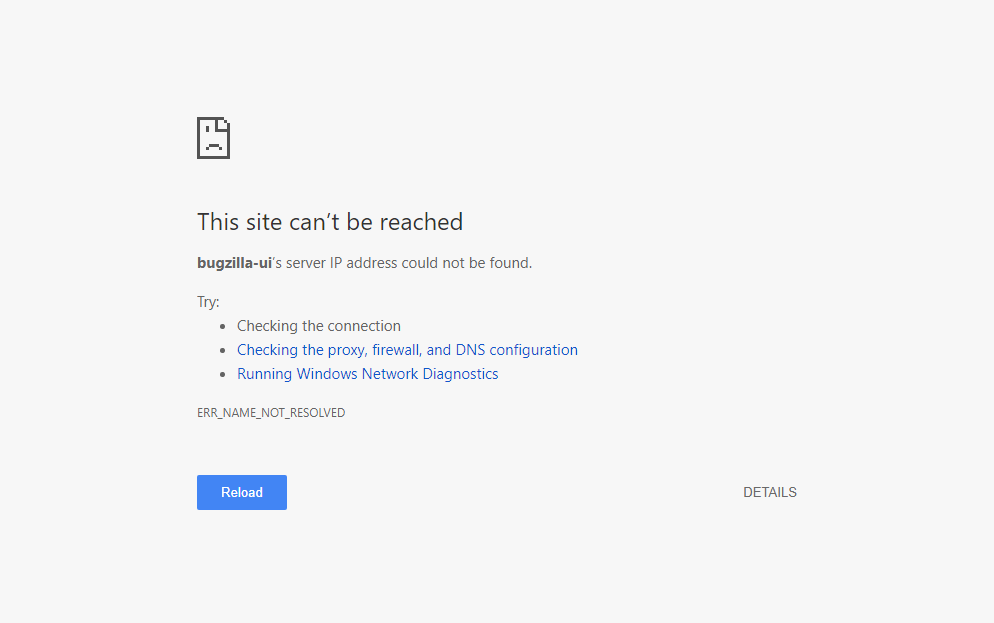 This site can’t be reached
bugzilla-ui’s server IP address could not be found.
Try:
• Checking the connection
• Checking the proxy, firewall, and DNS configuration
• Running Windows Network Diagnostics
ERR_NAME_NOT_RESOLVED
Reload
DETAILS